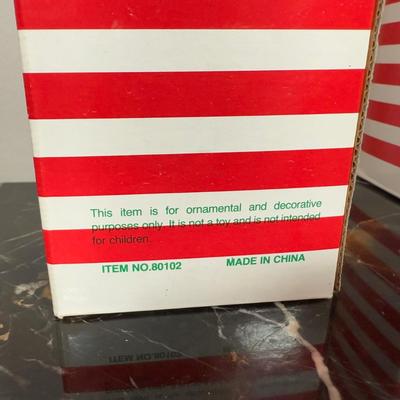 This item is for ornamental and decorative
purposes only. It is not a toy and is not intended
for children.
ITEM NO.80102 MADE IN CHINA